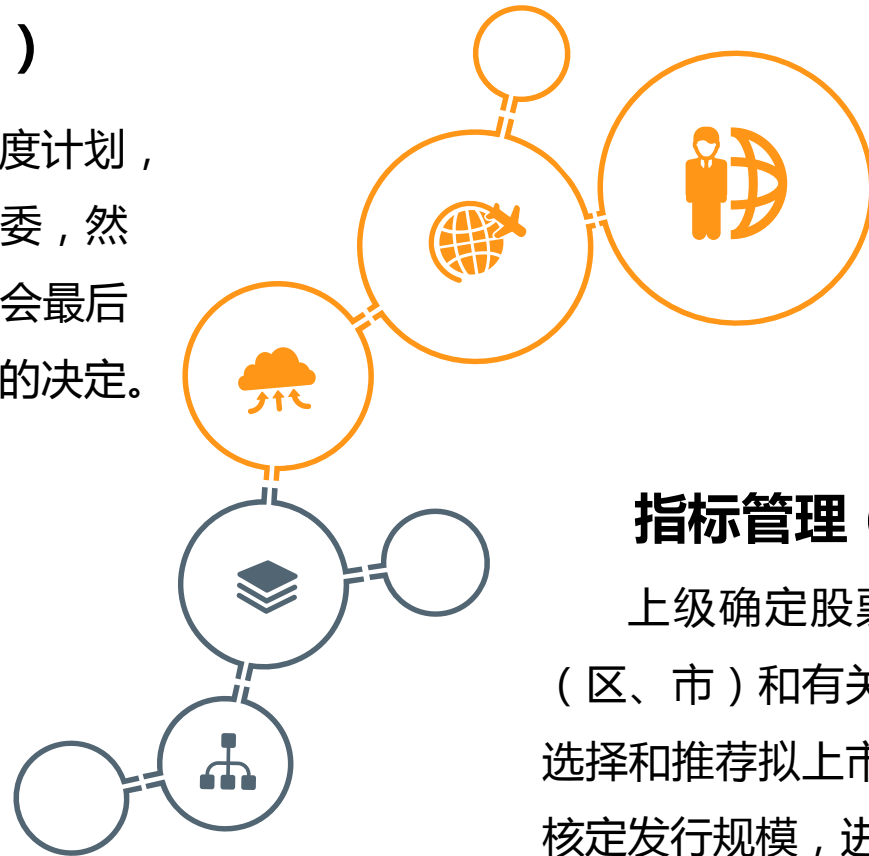 ）
度计划，
委，然
会最后
的决定。
指标管理（
上级确定股
（区、市）和有关
选择和推荐拟上市
核定发行规模，进